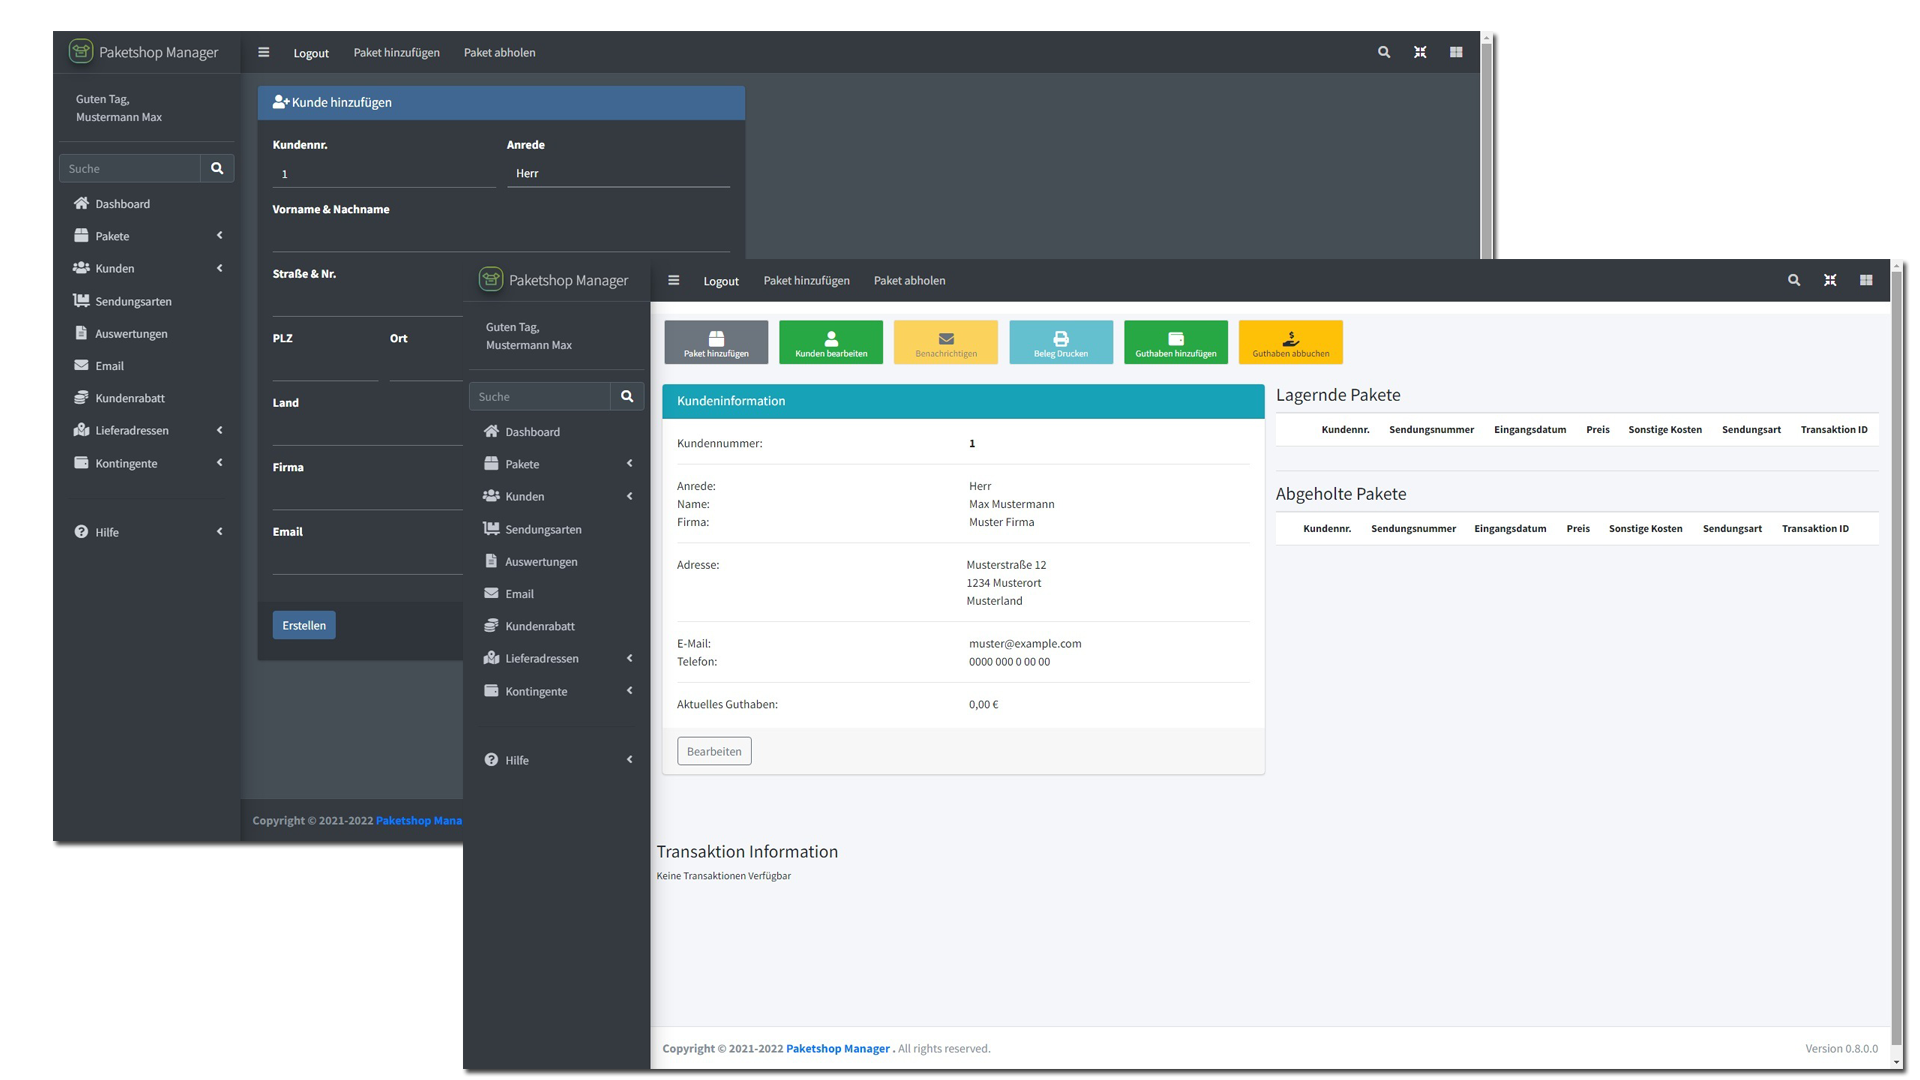 Paketshop Manager
Logout Paket hinzufügen Paket abholen
Guten Tag,
Mustermann Max
Suche
Dashboard
Pakete
Kunden
Sendungsarten
Auswertungen
Email
Kundenrabatt
Lieferadressen
Kontingente
Hilfe
Kunde hinzufügen
Kundennr. Anrede
1 Herr
Vorname & Nachname
Straße & Nr.
PLZ Ort
Land
Firma
Email
Erstellen
Copyright © 2021-2022 Paketshop Mana
Paketshop Manager
Logout Paket hinzufügen Paket abholen
Guten Tag,
Mustermann Max
Suche
Dashboard
Pakete
Kunden
Sendungsarten
Auswertungen
Email
Kundenrabatt
Lieferadressen
Kontingente
Hilfe
Paket hinzufügen Kunden bearbeiten Benachrichtigen Beleg Drucken Guthaben hinzufügen Guthaben abbuchen
Kundeninformation
Kundennummer: 1
Anrede: Herr
Name: Max Mustermann
Firma: Muster Firma
Adresse: Musterstraße 12
1234 Musterort
Musterland
E-Mail: muster@example.com
Telefon: 0000 000 0 00 00
Aktuelles Guthaben: 0,00 €
Bearbeiten
Lagernde Pakete
Kundennr. Sendungsnummer Eingangsdatum Preis Sonstige Kosten Sendungsart Transaktion ID
Abgeholte Pakete
Kundennr. Sendungsnummer Eingangsdatum Preis Sonstige Kosten Sendungsart Transaktion ID
Transaktion Information
Keine Transaktionen Verfügbar
Copyright © 2021-2022 Paketshop Manager . All rights reserved. Version 0.8.0.0